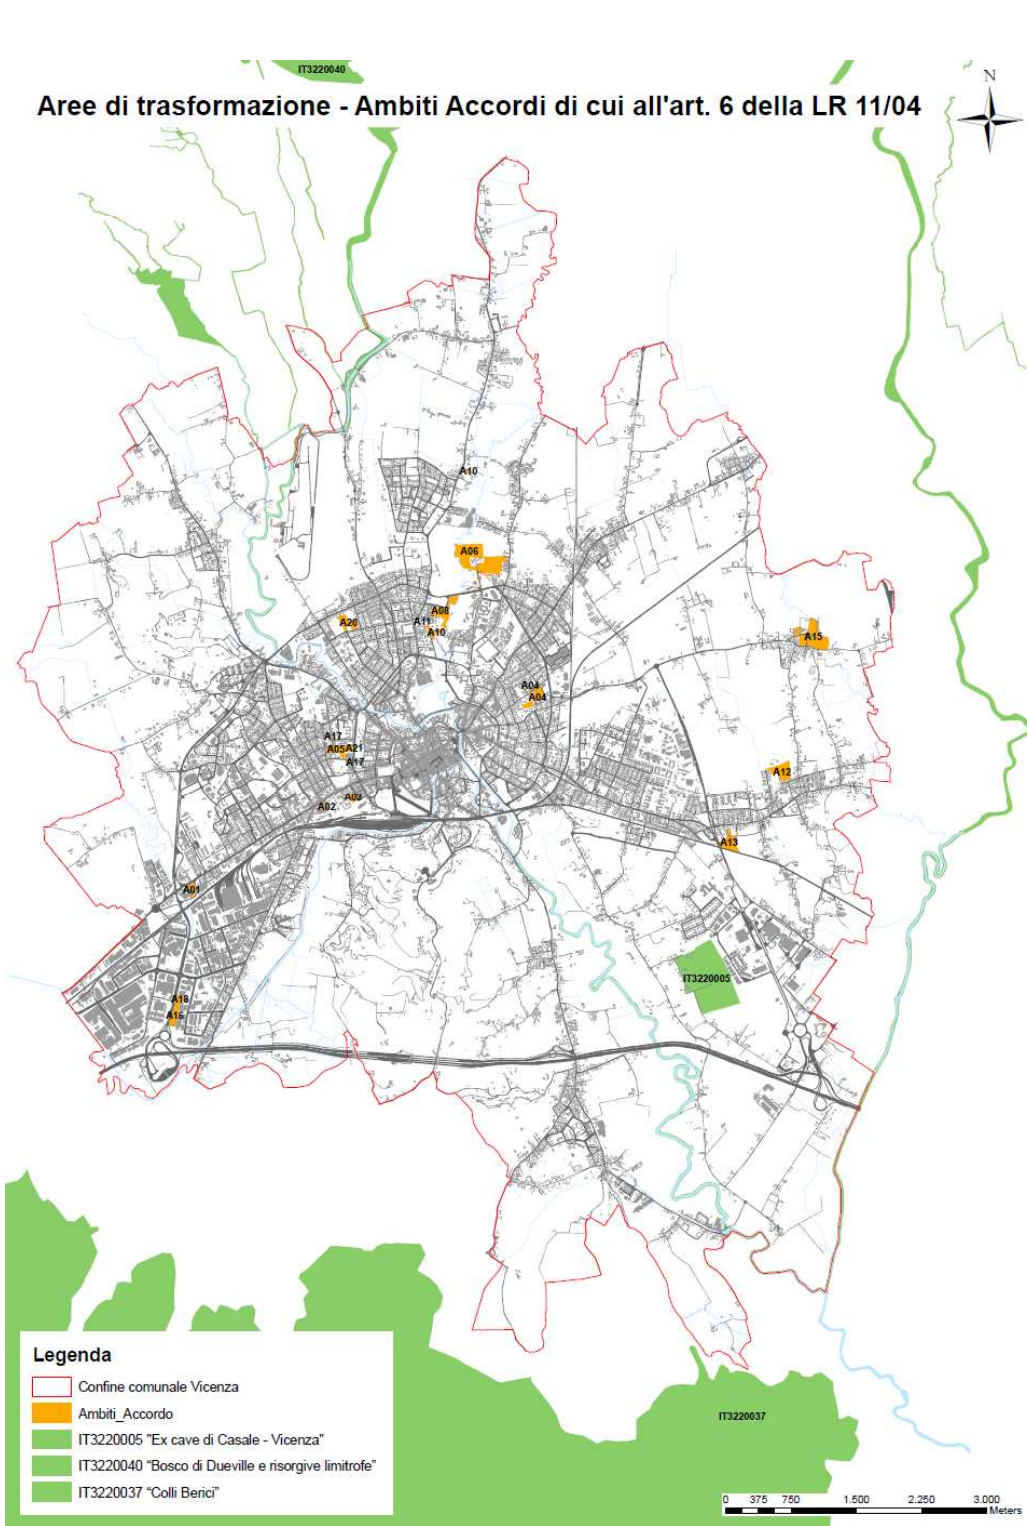 IT3220040
N
Aree di trasformazione - Ambiti Accordi di cui all'art. 6 della LR 11/04
A10
A06
A08
A20
A11
A10
A15
A04
A04
A17
A05
A21
A17
A12
A03
A02
A13
A01
IT3220005
A18
A16
Legenda
Confine comunale Vicenza
Ambiti_Accordo
IT3220005 "Ex cave di Casale - Vicenza"
IT3220040 “Bosco di Dueville e risorgive limitrofe”
IT3220037 “Colli Berici”
IT3220037
0 375 750 1.500 2.250 3.000
Meters